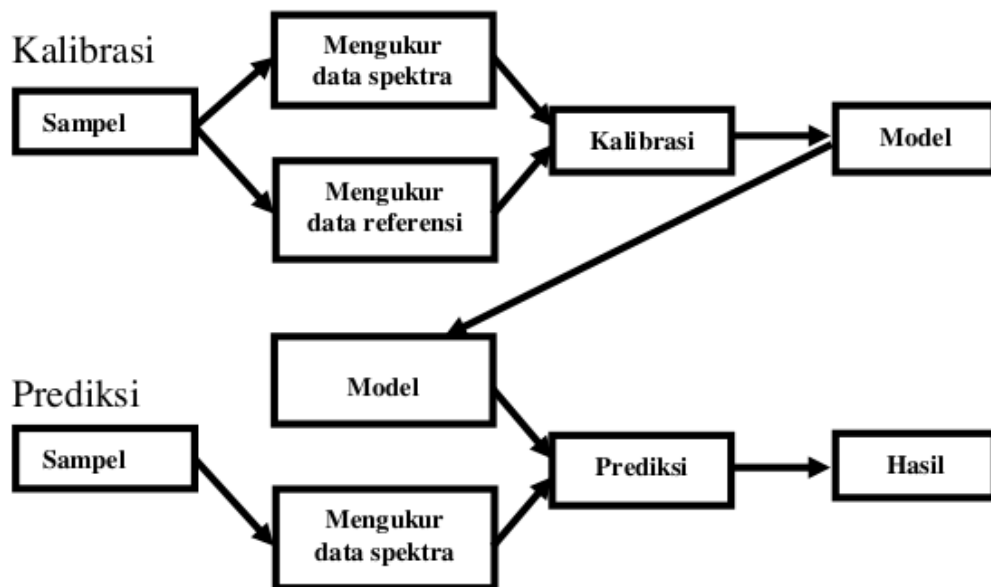 Kalibrasi
Sampel
Mengukur
data spektra
Mengukur
data referensi
Kalibrasi
Model
Prediksi
Sampel
Model
Mengukur
data spektra
Prediksi
Hasil